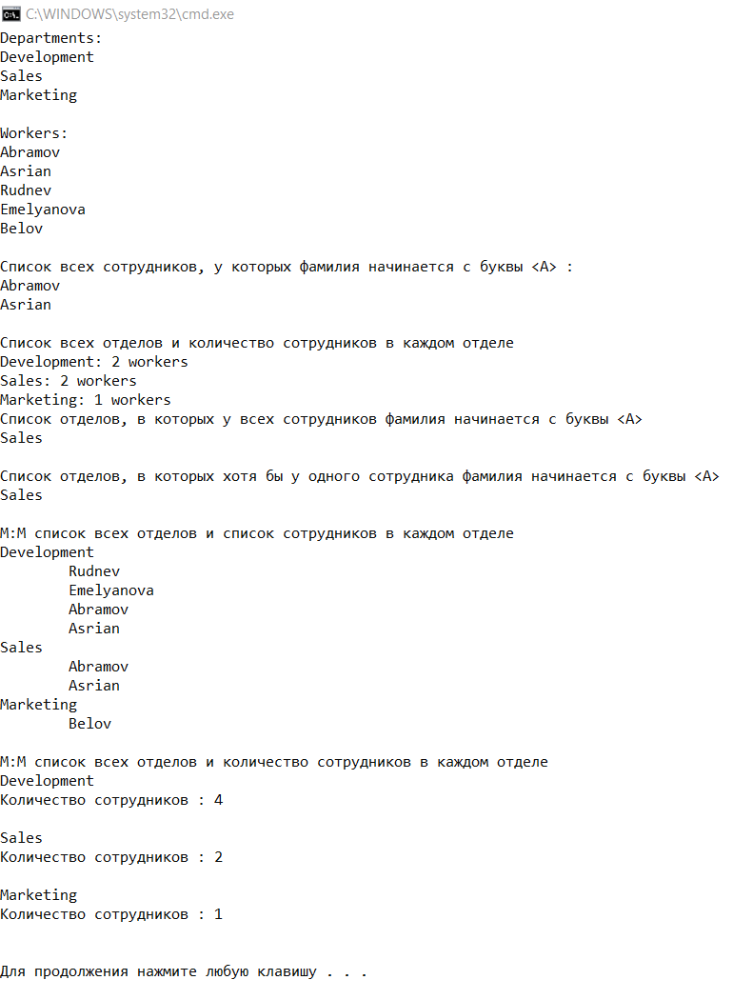 C:\WINDOWS\system32\cmd.exe
Departments:
Development
Sales
Marketing
Workers:
Abramov
Asrian
Rudnev
Emelyanova
Belov
Список всех сотрудников, у которых фамилия начинается с буквы <A> :
Abramov
Asrian
Список всех отделов и количество сотрудников в каждом отделе
Development: 2 workers
Sales: 2 workers
Marketing: 1 workers
Список отделов, в которых у всех сотрудников фамилия начинается с буквы <A>
Sales
Список отделов, в которых хотя бы у одного сотрудника фамилия начинается с буквы <A>
Sales
M:M список всех отделов и список сотрудников в каждом отделе
Development
Rudnev
Emelyanova
Abramov
Asrian
Sales
Abramov
Asrian
Marketing
Belov
M:M список всех отделов и количество сотрудников в каждом отделе
Development
Количество сотрудников : 4
Sales
Количество сотрудников : 2
Marketing
Количество сотрудников : 1
Для продолжения нажмите любую клавишу . . .